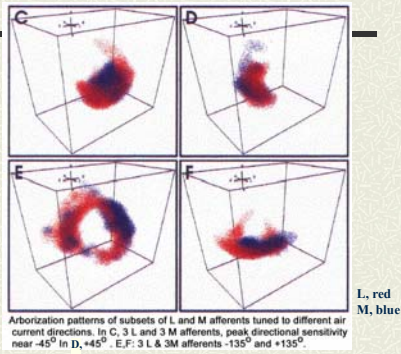 C
D
E
F
L, red
M, blue
Arborization patterns of subsets of L and M afferents tuned to different air
current directions. In C, 3 L and 3 M afferents, peak directional sensitivity
near -45° In D,+45° . E,F: 3 L & 3M afferents -135° and +135°.